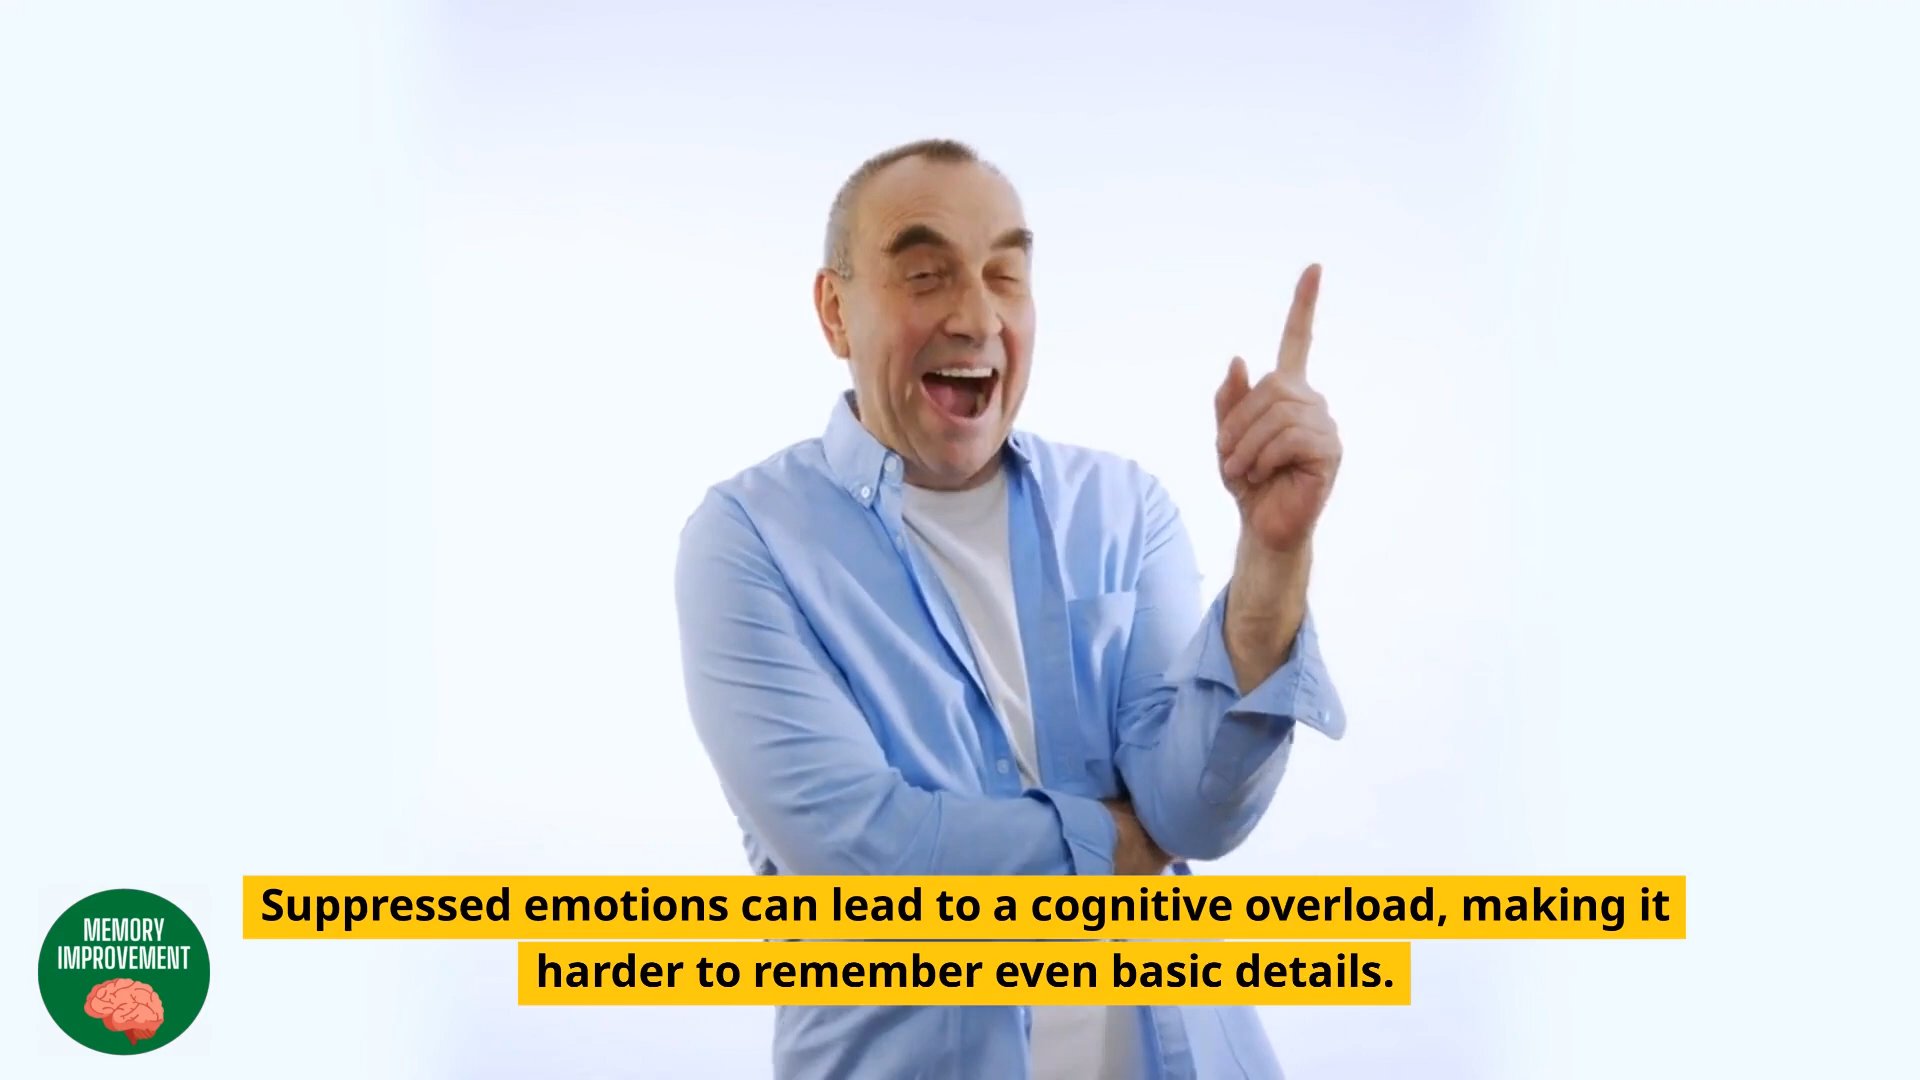 Suppressed emotions can lead to a cognitive overload, making it
harder to remember even basic details.
MEMORY
IMPROVEMENT